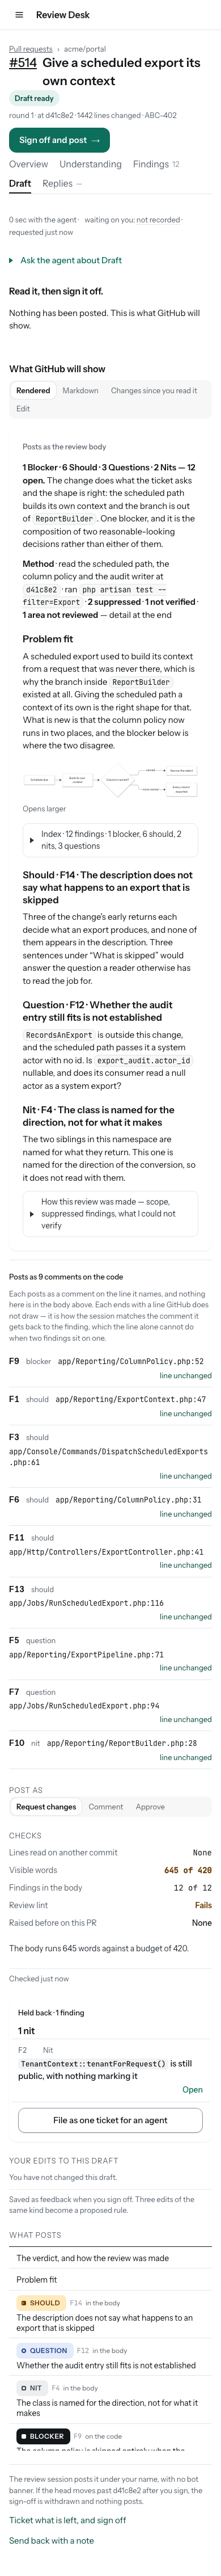 Review Desk
Pull requests › acme/portal
#514 Give a scheduled export its
own context
Draft ready
round 1 · at d41c8e2 · 1442 lines changed · ABC-402
Sign off and post →
Overview Understanding Findings 12
Draft Replies —
0 sec with the agent · waiting on you: not recorded ·
requested just now
Ask the agent about Draft
Read it, then sign it off.
Nothing has been posted. This is what GitHub will
show.
What GitHub will show
Rendered Markdown Changes since you read it
Edit
Posts as the review body
1 Blocker · 6 Should · 3 Questions · 2 Nits — 12
open. The change does what the ticket asks
and the shape is right: the scheduled path
builds its own context and the branch is out
of ReportBuilder. One blocker, and it is the
composition of two reasonable-looking
decisions rather than either of them.
Method · read the scheduled path, the
column policy and the audit writer at
d41c8e2 · ran php artisan test --
filter=Export · 2 suppressed · 1 not verified ·
1 area not reviewed — detail at the end
Problem fit
A scheduled export used to build its context
from a request that was never there, which is
why the branch inside ReportBuilder
existed at all. Giving the scheduled path a
context of its own is the right shape for that.
What is new is that the column policy now
runs in two places, and the blocker below is
where the two disagree.
Opens larger
Index · 12 findings · 1 blocker, 6 should, 2
nits, 3 questions
Should · F14 · The description does not
say what happens to an export that is
skipped
Three of the change's early returns each
decide what an export produces, and none of
them appears in the description. Three
sentences under "What is skipped" would
answer the question a reader otherwise has
to read the job for.
Question · F12 · Whether the audit
entry still fits is not established
RecordsAnExport is outside this change,
and the scheduled path passes it a system
actor with no id. Is export_audit.actor_id
nullable, and does its consumer read a null
actor as a system export?
Nit · F4 · The class is named for the
direction, not for what it makes
The two siblings in this namespace are
named for what they return. This one is
named for the direction of the conversion, so
it does not read with them.
How this review was made — scope,
suppressed findings, what I could not
verify
Posts as 9 comments on the code
Each posts as a comment on the line it names, and nothing
here is in the body above. Each ends with a line GitHub does
not draw — it is how the session matches the comment it
gets back to the finding, which the line alone cannot do
when two findings sit on one.
F9 blocker app/Reporting/ColumnPolicy.php:52
line unchanged
F1 should app/Reporting/ExportContext.php:47
line unchanged
F3 should
app/Console/Commands/DispatchScheduledExports
.php:61
line unchanged
F6 should app/Reporting/ColumnPolicy.php:31
line unchanged
F11 should
app/Http/Controllers/ExportController.php:41
line unchanged
F13 should
app/Jobs/RunScheduledExport.php:116
line unchanged
F5 question
app/Reporting/ExportPipeline.php:71
line unchanged
F7 question
app/Jobs/RunScheduledExport.php:94
line unchanged
F10 nit app/Reporting/ReportBuilder.php:28
line unchanged
POST AS
Request changes Comment Approve
CHECKS
Lines read on another commit None
Visible words 645 of 420
Findings in the body 12 of 12
Review lint Fails
Raised before on this PR None
The body runs 645 words against a budget of 420.
Checked just now
Held back · 1 finding
1 nit
F2 Nit
TenantContext::tenantForRequest() is still
public, with nothing marking it
Open
File as one ticket for an agent
YOUR EDITS TO THIS DRAFT
You have not changed this draft.
Saved as feedback when you sign off. Three edits of the
same kind become a proposed rule.
WHAT POSTS
The verdict, and how the review was made
Problem fit
SHOULD F14 in the body
The description does not say what happens to an
export that is skipped
QUESTION F12 in the body
Whether the audit entry still fits is not established
NIT F4 in the body
The class is named for the direction, not for what it
makes
BLOCKER F9 on the code
The review session posts it under your name, with no bot
banner. If the head moves past d41c8e2 after you sign, the
sign-off is withdrawn and nothing posts.
Ticket what is left, and sign off
Send back with a note